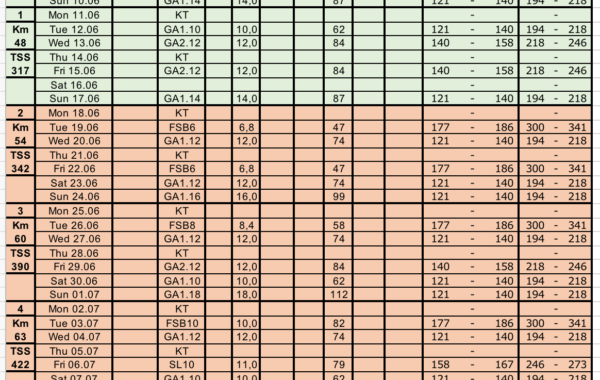 Sun 10.06 GA1.14 14,0 87 121 - 140 194 - 218
1 Mon 11.06 KT - -
Km Tue 12.06 GA1.10 10,0 62 121 - 140 194 - 218
48 Wed 13.06 GA2.12 12,0 84 140 - 158 218 - 246
TSS Thu 14.06 KT - -
317 Fri 15.06 GA2.12 12,0 84 140 - 158 218 - 246
Sat 16.06 - -
Sun 17.06 GA1.14 14,0 87 121 - 140 194 - 218
2 Mon 18.06 KT - -
Km Tue 19.06 FSB6 6,8 47 177 - 186 300 - 341
54 Wed 20.06 GA1.12 12,0 74 121 - 140 194 - 218
TSS Thu 21.06 KT - -
342 Fri 22.06 FSB6 6,8 47 177 - 186 300 - 341
Sat 23.06 GA1.12 12,0 74 121 - 140 194 - 218
Sun 24.06 GA1.16 16,0 99 121 - 140 194 - 218
3 Mon 25.06 KT - -
Km Tue 26.06 FSB8 8,4 58 177 - 186 300 - 341
60 Wed 27.06 GA1.12 12,0 74 121 - 140 194 - 218
TSS Thu 28.06 KT - -
390 Fri 29.06 GA2.12 12,0 84 140 - 158 218 - 246
Sat 30.06 GA1.10 10,0 62 121 - 140 194 - 218
Sun 01.07 GA1.18 18,0 112 121 - 140 194 - 218
4 Mon 02.07 KT - -
Km Tue 03.07 FSB10 10,0 82 177 - 186 300 - 341
63 Wed 04.07 GA1.12 12,0 74 121 - 140 194 - 218
TSS Thu 05.07 KT - -
422 Fri 06.07 SL10 11,0 79 158 - 167 246 - 273
Sat 07.07 GA1.10 10,0 62 121 - 140 194 - 218